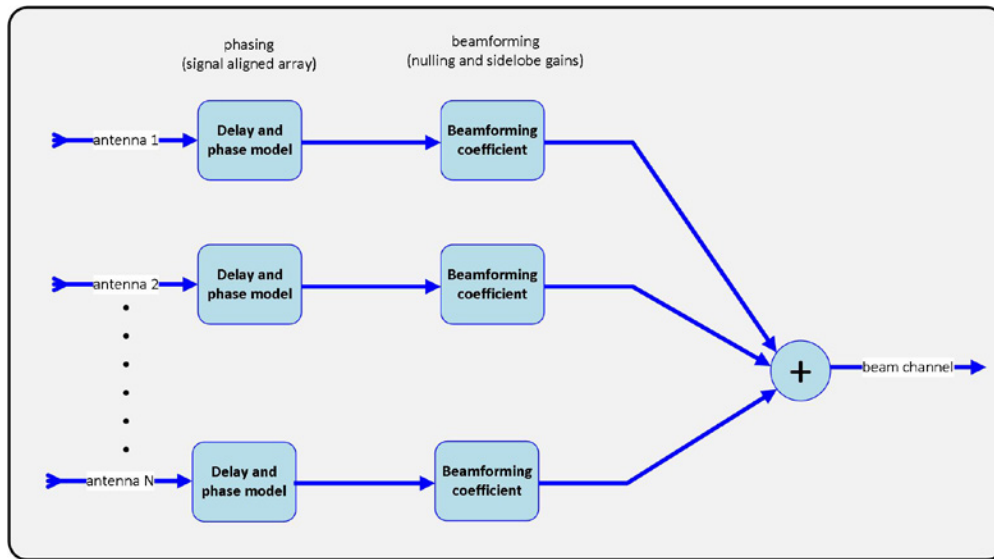 phasing
(signal aligned array)
beamforming
(nulling and sidelobe gains)
antenna 1
Delay and
phase model
Beamforming
coefficient
antenna 2
Delay and
phase model
Beamforming
coefficient
+
beam channel
antenna N
Delay and
phase model
Beamforming
coefficient